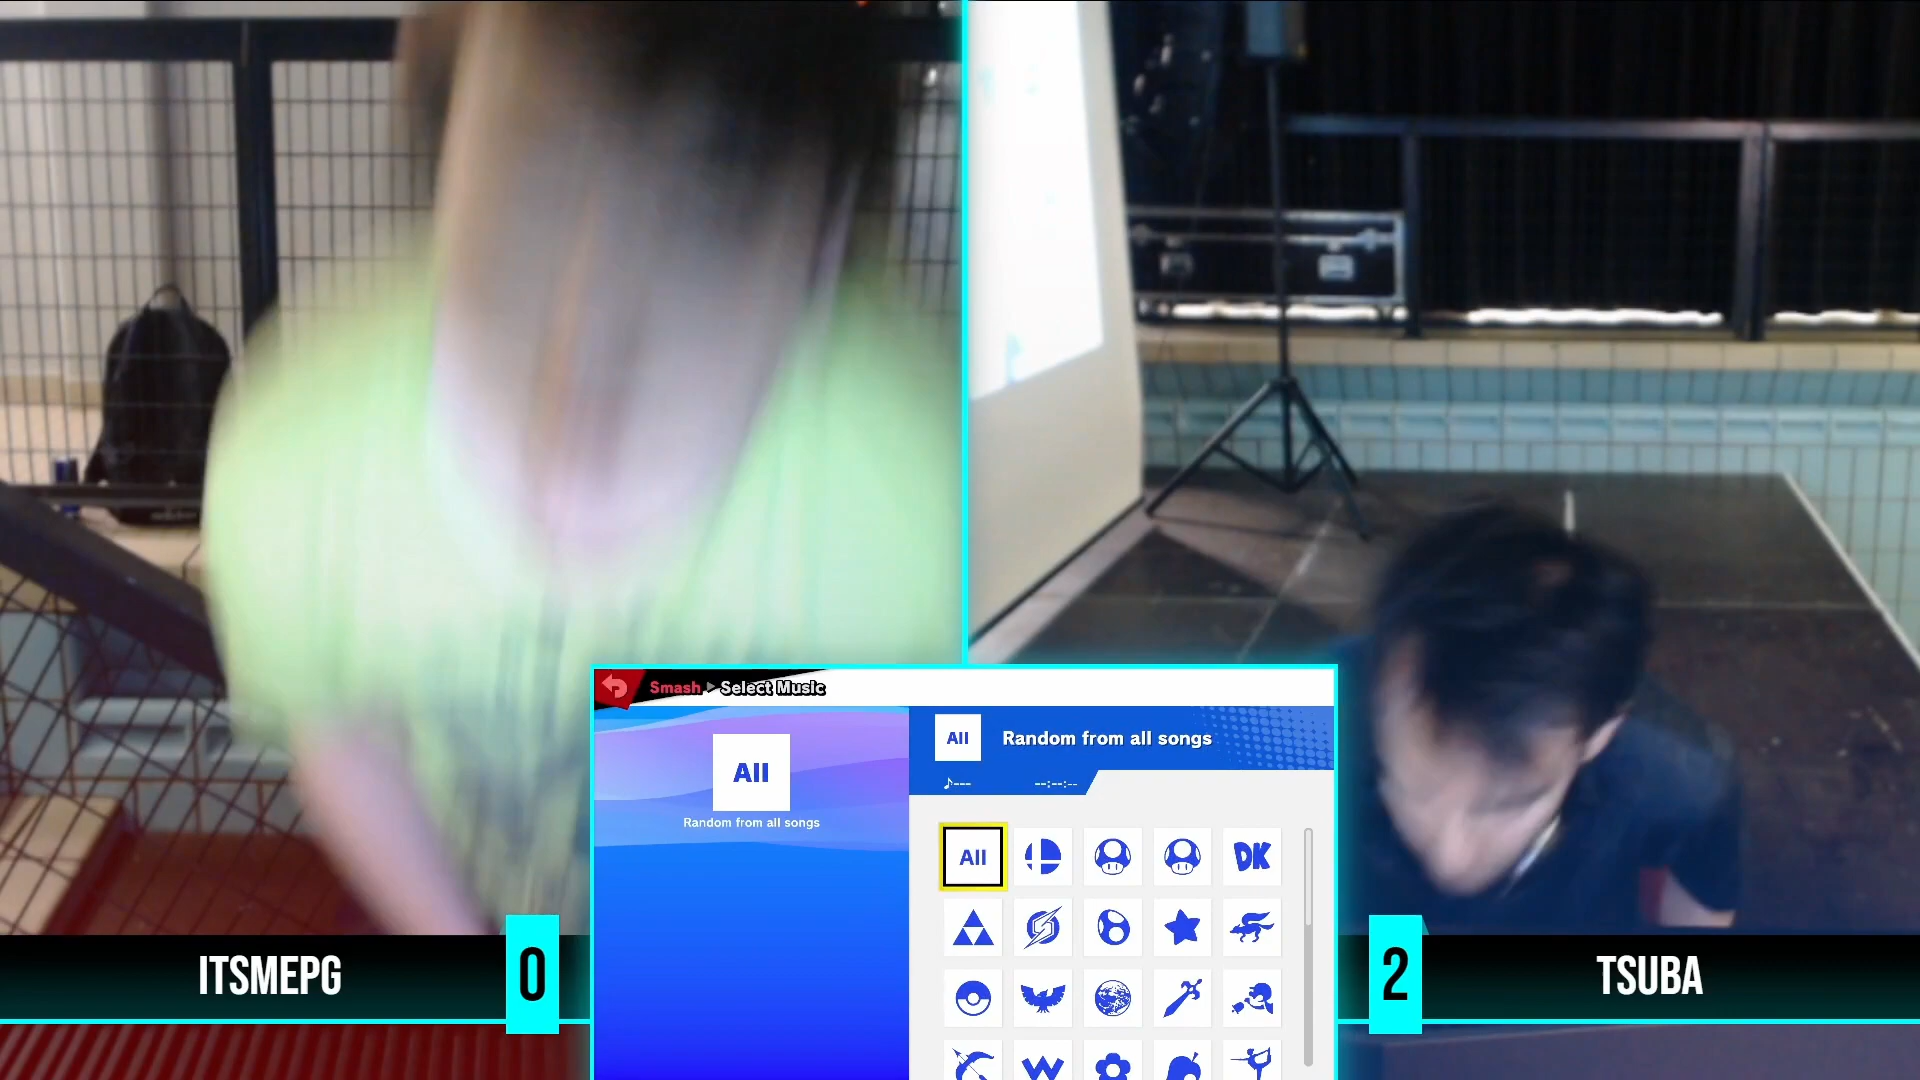 Smash ▶ Select Music
All
Random from all songs
All
Random from all songs
♪---
--:--:--
All
DK
ITSMEPG
0
2
TSUBA